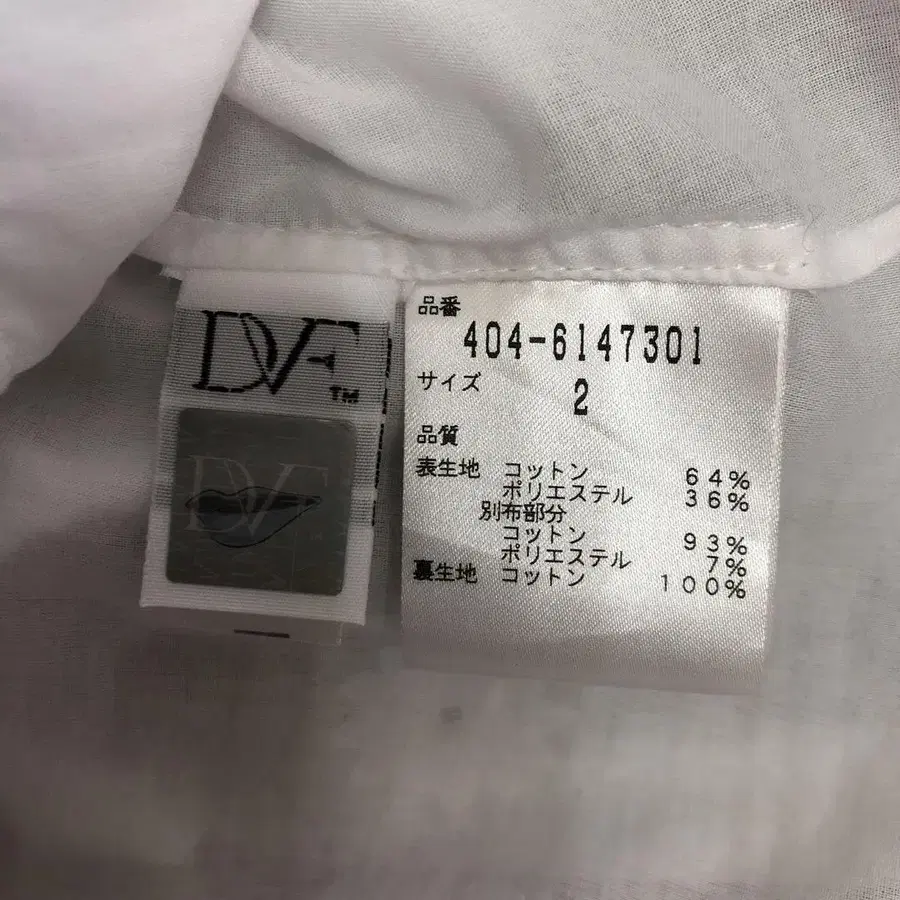 DVF™
DVF
品番
404-6147301
サイズ
2
品質
表生地 コットン 64%
ポリエステル 36%
別布部分
コットン 93%
ポリエステル 7%
裏生地 コットン 100%